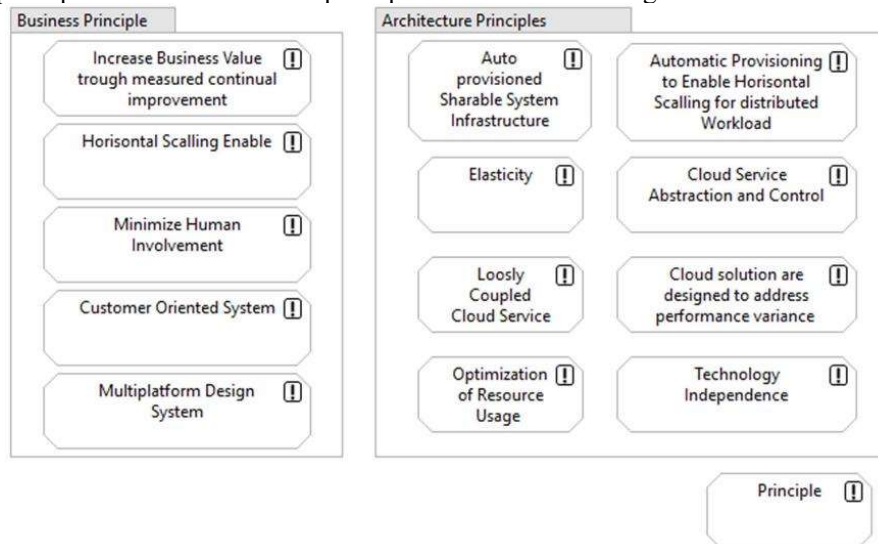 Business Principle
Increase Business Value
trough measured continual
improvement
Horisontal Scalling Enable
Minimize Human
Involvement
Customer Oriented System
Multiplatform Design
System
Architecture Principles
Auto
provisioned
Sharable System
Infrastructure
Automatic Provisioning
to Enable Horisontal
Scalling for distributed
Workload
Elasticity
Cloud Service
Abstraction and Control
Loosly
Coupled
Cloud Service
Cloud solution are
designed to address
performance variance
Optimization
of Resource
Usage
Technology
Independence
Principle